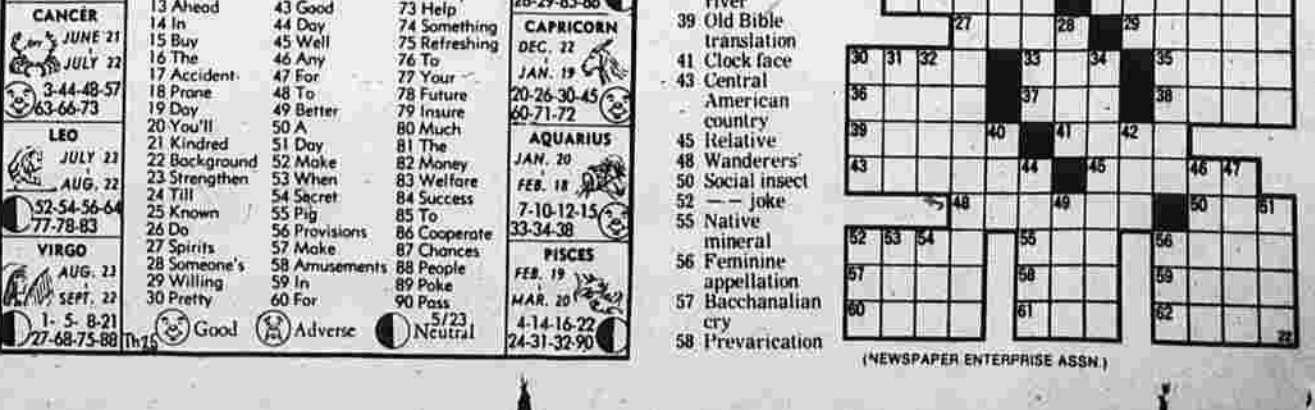 CANCER
JUNE 21
JULY 22
3-44-48-57
63-66-73
LEO
JULY 23
AUG. 22
52-54-56-64
77-78-83
VIRGO
AUG. 23
SEPT. 22
1- 5- 8-21
27-68-75-88
13 Ahead
14 In
15 Buy
16 The
17 Accident-
18 Prone
19 Day
20 You'll
21 Kindred
22 Background
23 Strengthen
24 Till
25 Known
26 Do
27 Spirits
28 Someone's
29 Willing
30 Pretty
43 Good
44 Day
45 Well
46 Any
47 For
48 To
49 Better
50 A
51 Day
52 Make
53 When
54 Secret
55 Pig
56 Provisions
57 Make
58 Amusements
59 In
60 For
73 Help
74 Something
75 Refreshing
76 To
77 Your
78 Future
79 Insure
80 Much
81 The
82 Money
83 Welfare
84 Success
85 To
86 Cooperate
87 Chances
88 People
89 Poke
90 Pass
Good
Adverse
5/23
Neutral
CAPRICORN
DEC. 22
JAN. 19
20-26-30-45
60-71-72
AQUARIUS
JAN. 20
FEB. 18
7-10-12-15
33-34-38
PISCES
FEB. 19
MAR. 20
4-14-16-22
24-31-32-90
River
39 Old Bible
translation
41 Clock face
43 Central
American
country
45 Relative
48 Wanderers
50 Social insect
52 — — joke
55 Native
mineral
56 Feminine
appellation
57 Bacchanalian
cry
58 Prevarication
27 28 29
30 31 32 33 34 35
36 37 38
39 40 41 42
43 44 45 46 47
48 49 50 51
52 53 54 55 56
57 58 59
60 61 62
22
(NEWSPAPER ENTERPRISE ASSN.)